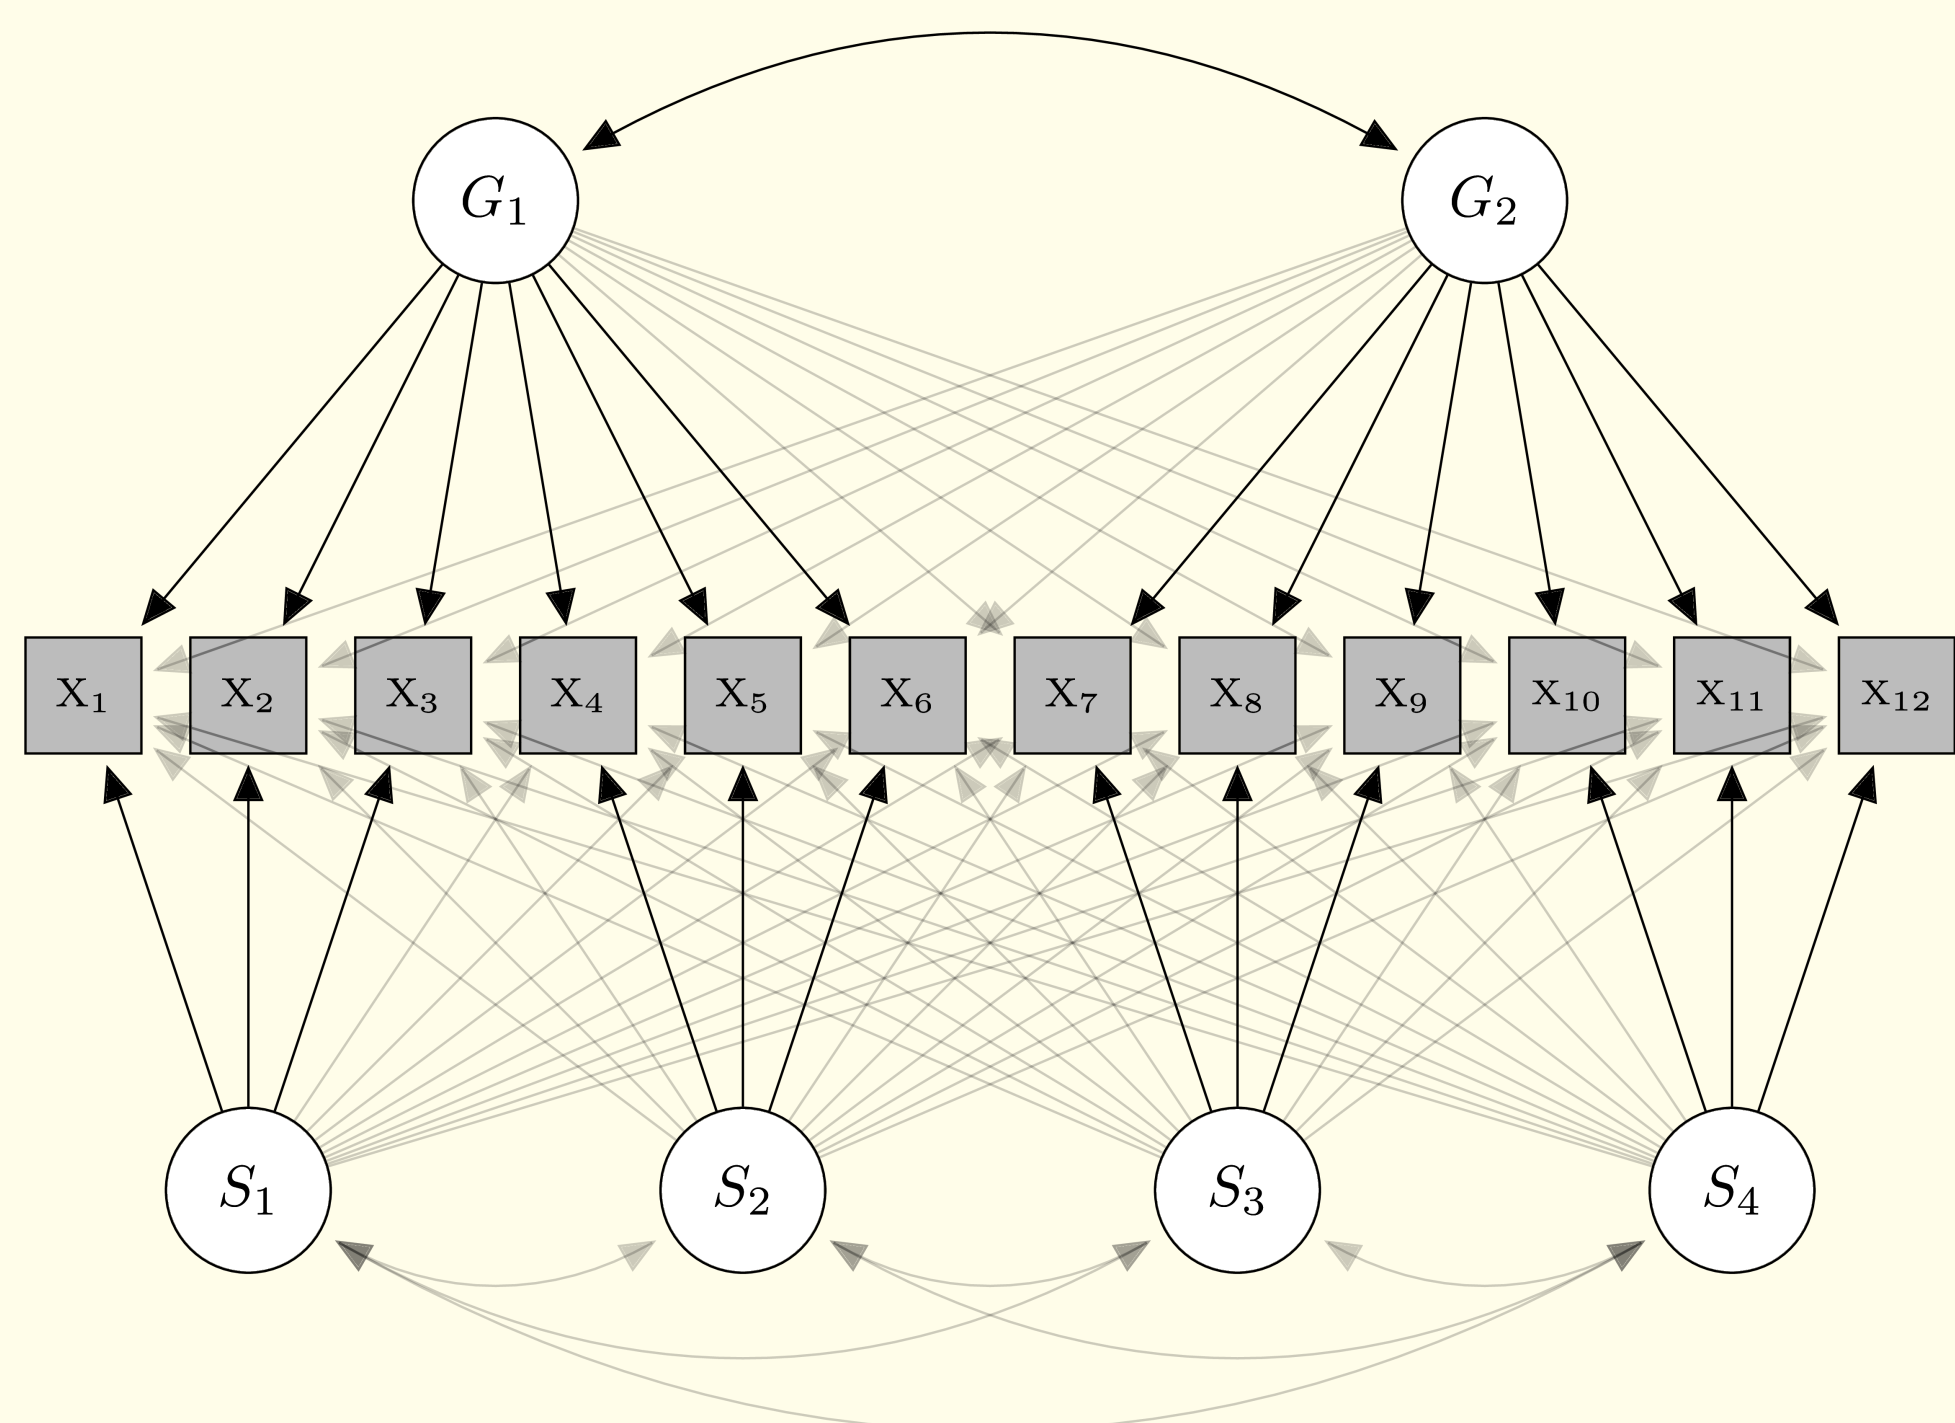 G₁ G₂
X₁ X₂ X₃ X₄ X₅ X₆ X₇ X₈ X₉ X₁₀ X₁₁ X₁₂
S₁ S₂ S₃ S₄